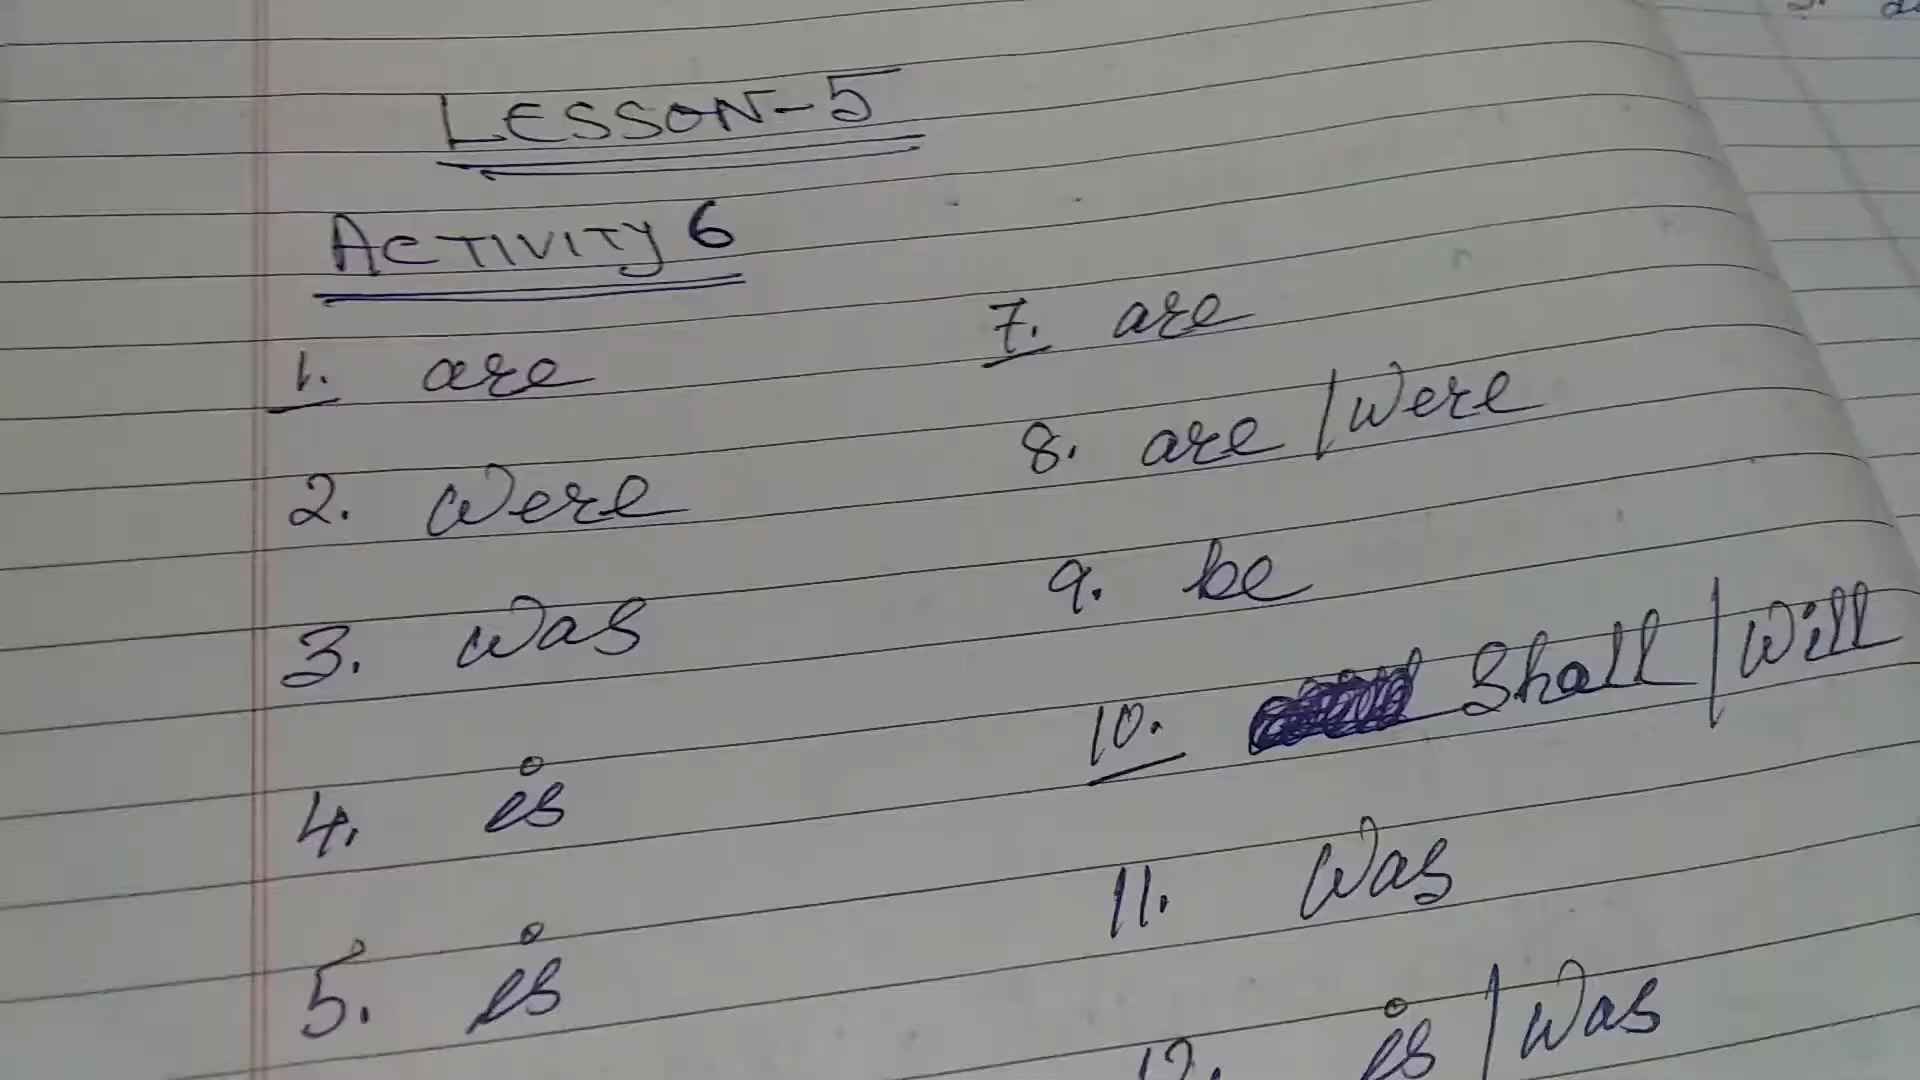 LESSON-5
ACTIVITY 6
1. are
2. were
3. was
4. is
5. is
7. are
8. are / were
9. be
10. Shall / Will
11. Was
12. is / was